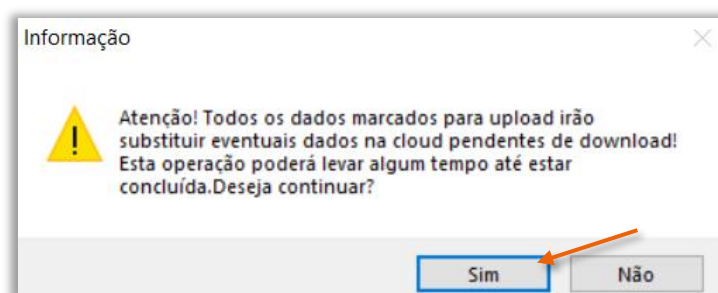 Informação
Atenção! Todos os dados marcados para upload irão
substituir eventuais dados na cloud pendentes de download!
Esta operação poderá levar algum tempo até estar
concluída.Deseja continuar?
Sim
Não